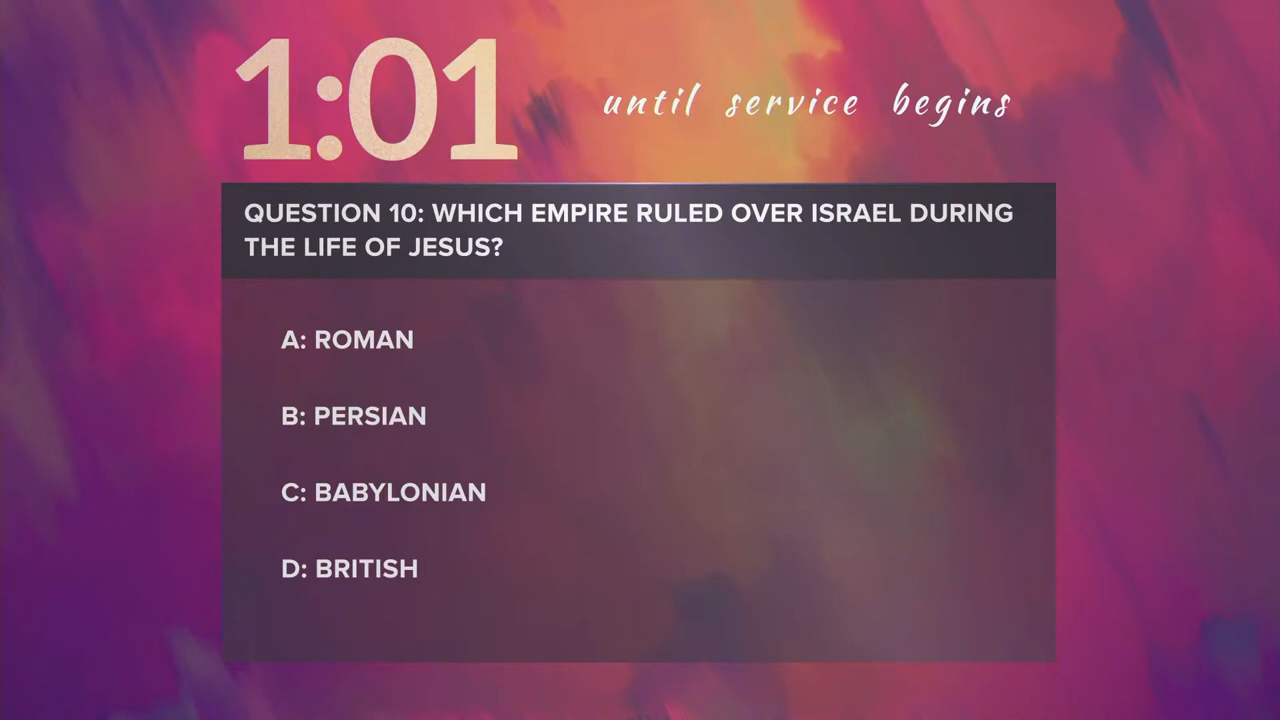 1:01
until service begins
QUESTION 10: WHICH EMPIRE RULED OVER ISRAEL DURING
THE LIFE OF JESUS?
A: ROMAN
B: PERSIAN
C: BABYLONIAN
D: BRITISH